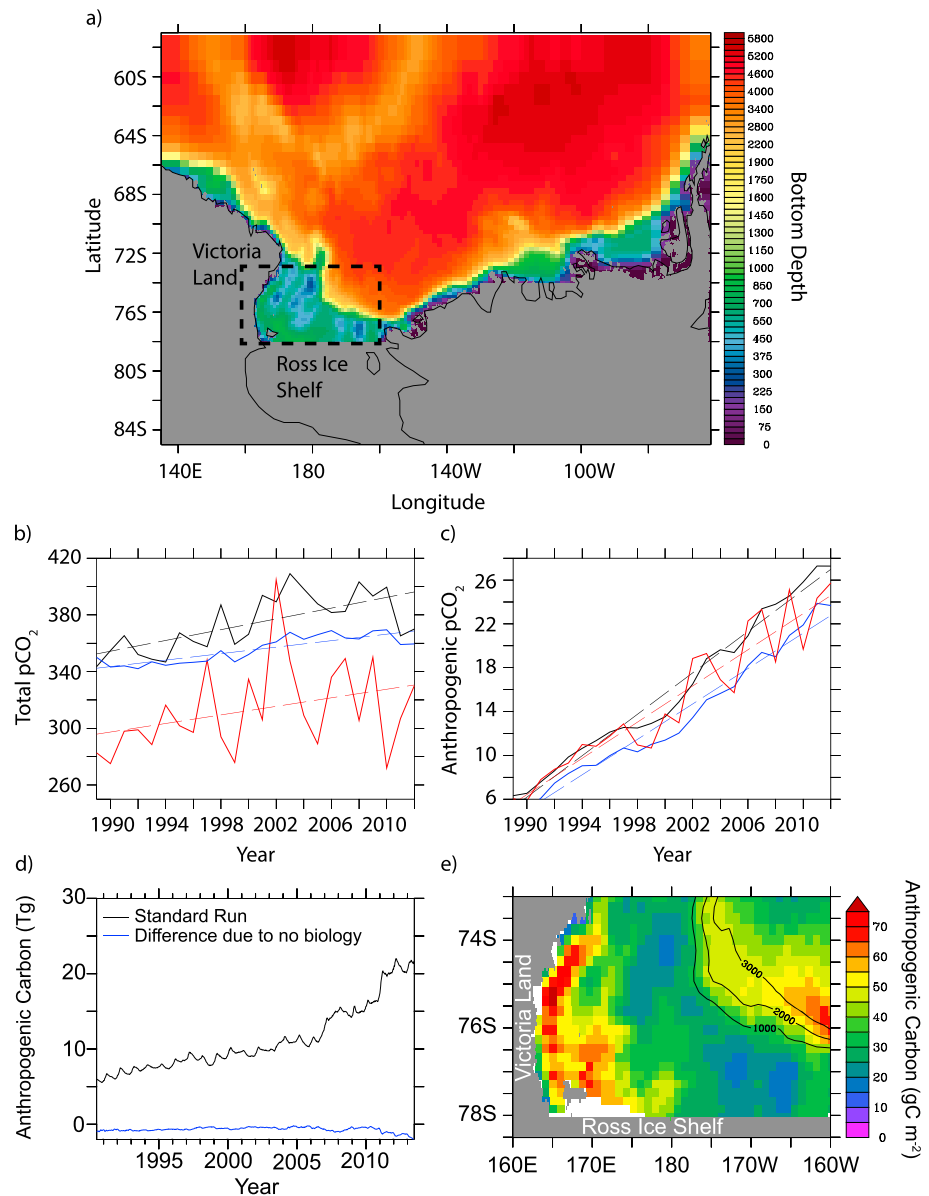 a)
60S
64S
68S
72S
76S
80S
84S
Latitude
Victoria
Land
Ross Ice
Shelf
140E
180
140W
100W
Longitude
5800
5200
4600
4000
3400
2800
2200
1900
1750
1600
1450
1300
1150
1000
850
700
550
450
375
300
225
150
75
0
Bottom Depth
b)
420
380
340
300
260
Total pCO2
1990
1994
1998
2002
2006
2010
Year
c)
26
22
18
14
10
6
Anthropogenic pCO2
1990
1994
1998
2002
2006
2010
Year
d)
30
20
10
0
Anthropogenic Carbon (Tg)
Standard Run
Difference due to no biology
1995
2000
2005
2010
Year
e)
74S
76S
78S
Victoria Land
Ross Ice Shelf
3000
2000
1000
160E
170E
180
170W
160W
70
60
50
40
30
20
10
0
Anthropogenic Carbon (gC m-2)